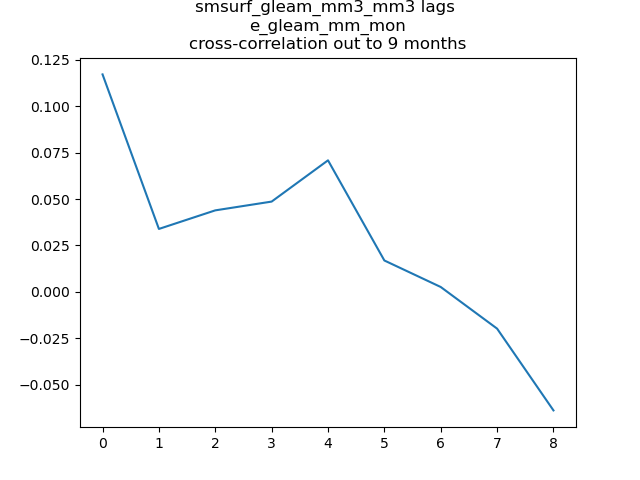 smsurf_gleam_mm3_mm3 lags
e_gleam_mm_mon
cross-correlation out to 9 months
0.125
0.100
0.075
0.050
0.025
0.000
−0.025
−0.050
0 1 2 3 4 5 6 7 8